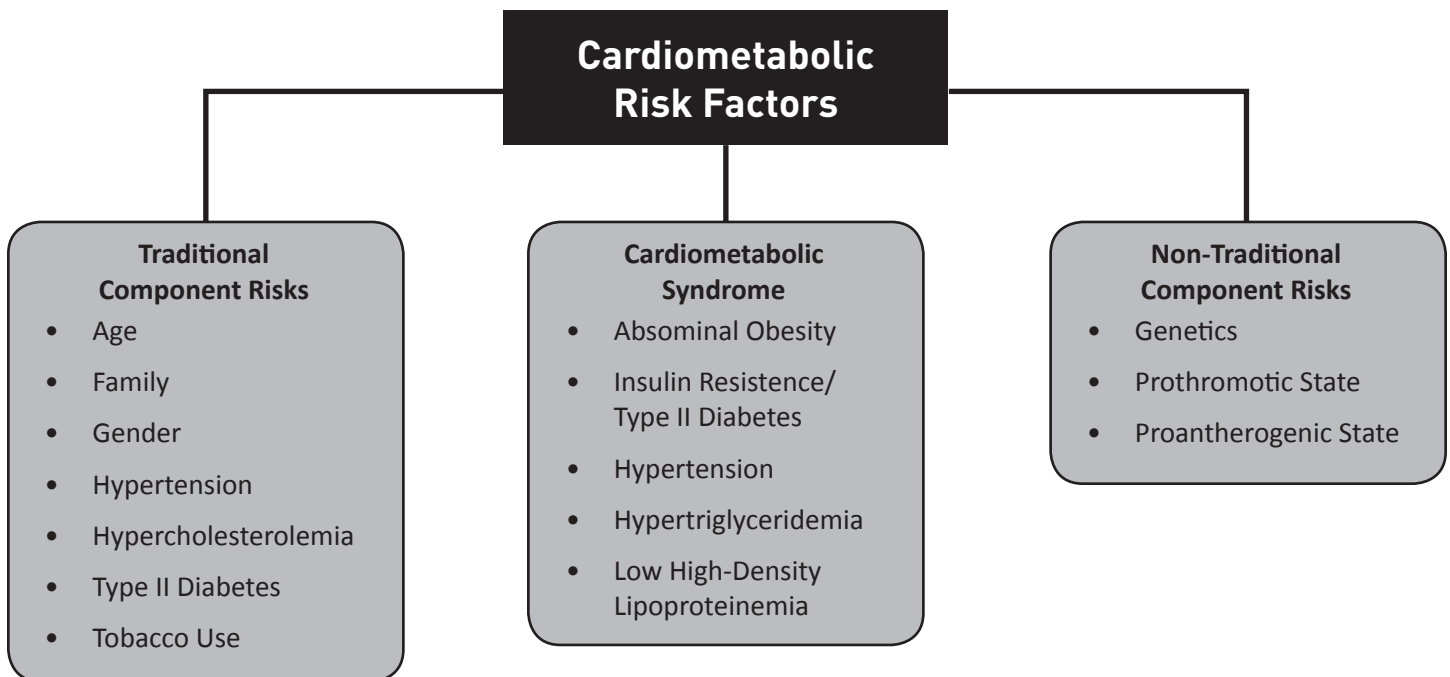 Cardiometabolic
Risk Factors
Traditional
Component Risks
• Age
• Family
• Gender
• Hypertension
• Hypercholesterolemia
• Type II Diabetes
• Tobacco Use
Cardiometabolic
Syndrome
• Absominal Obesity
• Insulin Resistence/
Type II Diabetes
• Hypertension
• Hypertriglyceridemia
• Low High-Density
Lipoproteinemia
Non-Traditional
Component Risks
• Genetics
• Prothromotic State
• Proantherogenic State